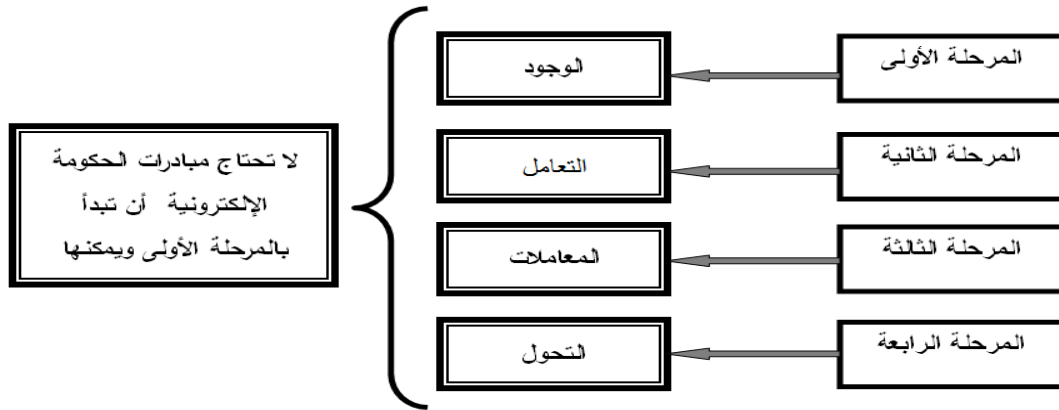 المرحلة الأولى
الوجود
المرحلة الثانية
التعامل
المرحلة الثالثة
المعاملات
المرحلة الرابعة
التحول
لا تحتاج مبادرات الحكومة
الإلكترونية أن تبدأ
بالمرحلة الأولى ويمكنها